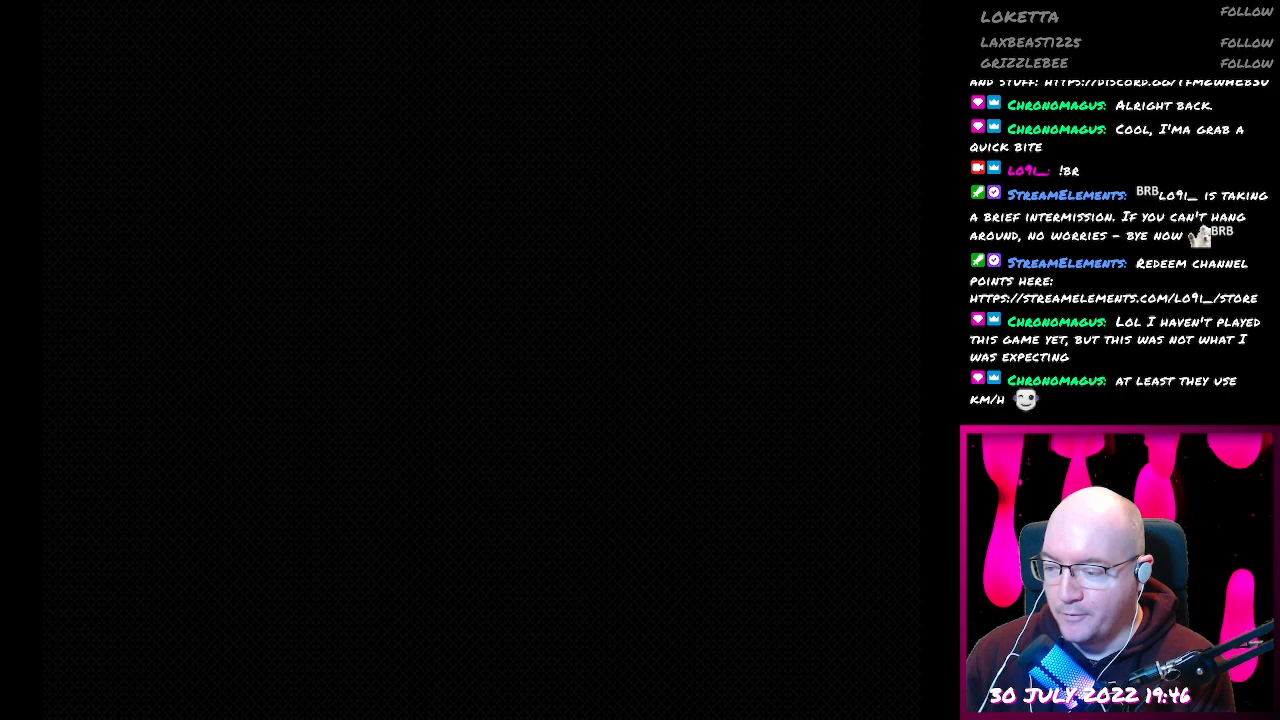 LOKETTA FOLLOW
LAXBEAST1225 FOLLOW
GRIZZLEBEE FOLLOW
AND STUFF:
CHRONOMAGUS: ALRIGHT BACK.
CHRONOMAGUS: COOL, I'MA GRAB A
QUICK BITE
LO9I_: !BR
STREAMELEMENTS: BRB LO9I_ IS TAKING
A BRIEF INTERMISSION. IF YOU CAN'T HANG
AROUND, NO WORRIES - BYE NOW BRB
STREAMELEMENTS: REDEEM CHANNEL
POINTS HERE:
HTTPS://STREAMELEMENTS.COM/LO9I_/STORE
CHRONOMAGUS: LOL I HAVEN'T PLAYED
THIS GAME YET, BUT THIS WAS NOT WHAT I
WAS EXPECTING
CHRONOMAGUS: AT LEAST THEY USE
KM/H
30 JULY 2022 19:46